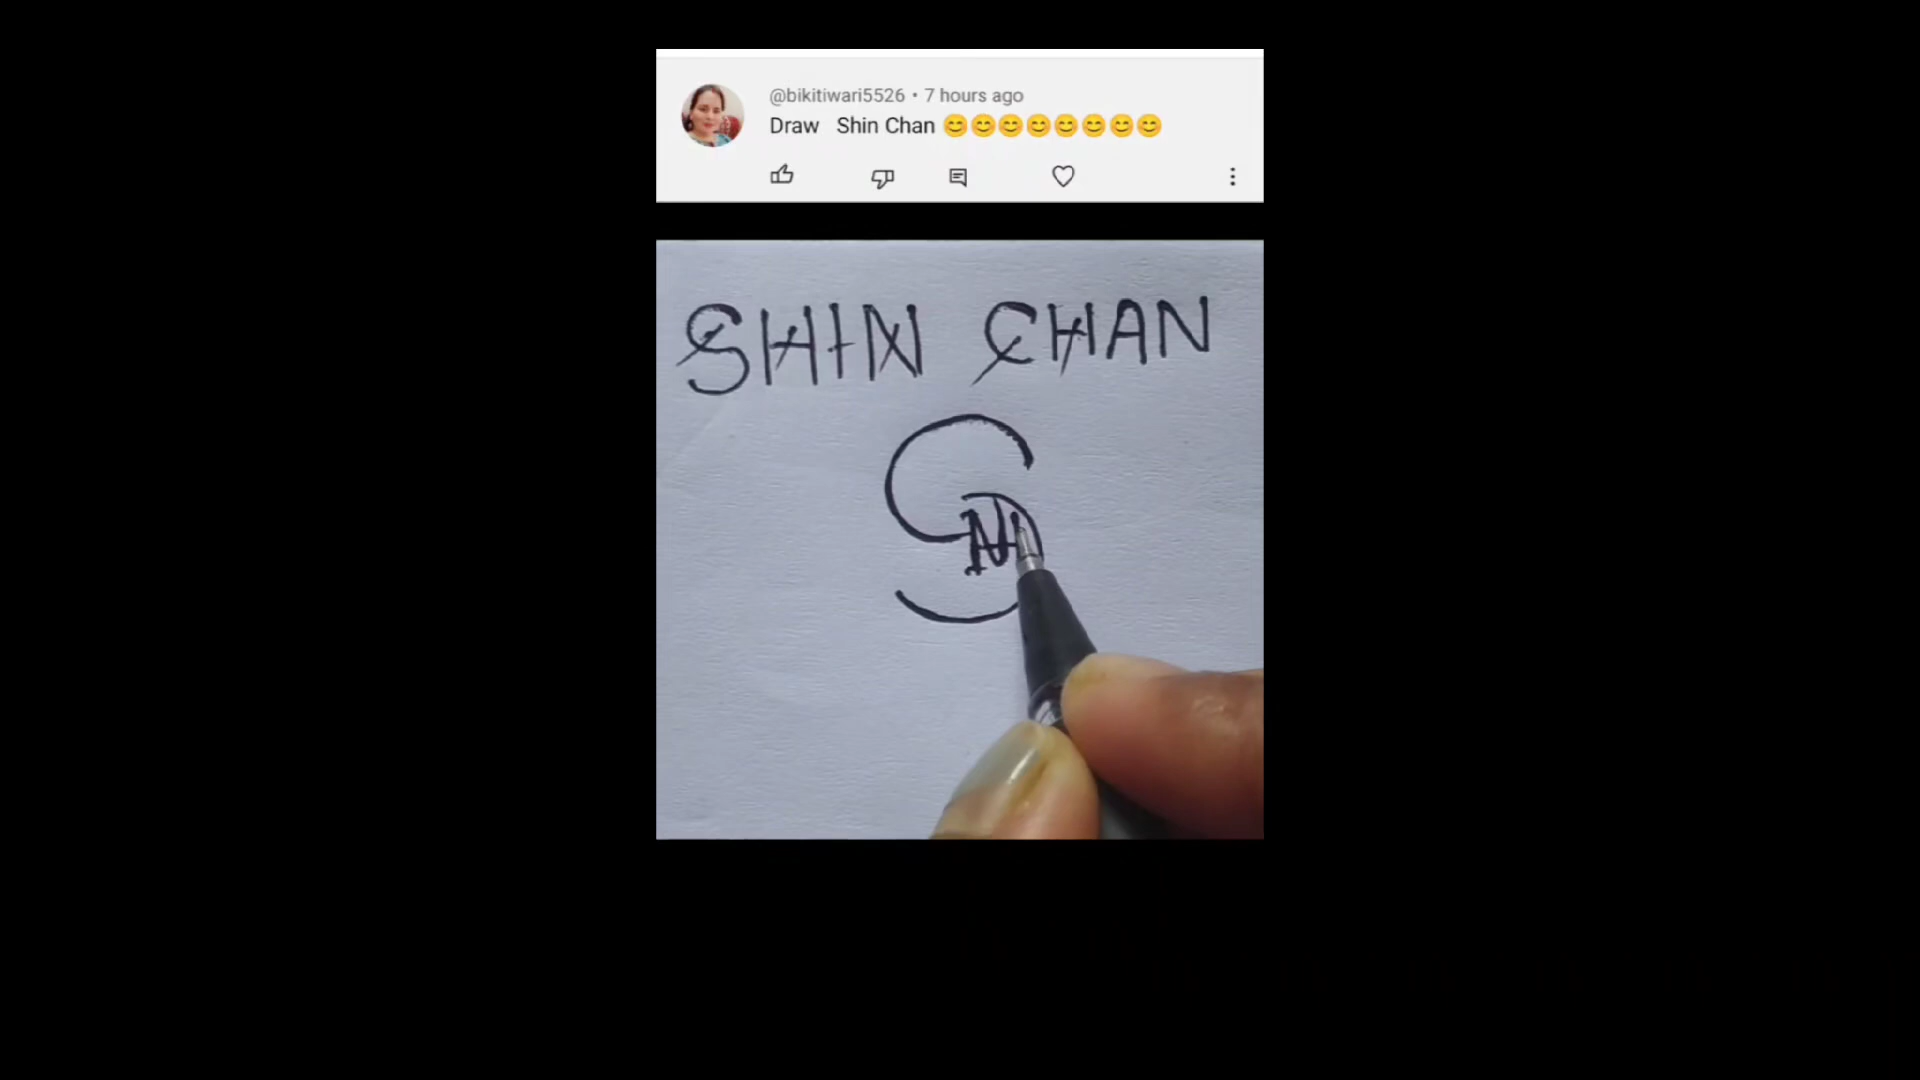 @bikitiwari5526 • 7 hours ago
Draw Shin Chan 😊😊😊😊😊😊😊😊
SHIN CHAN